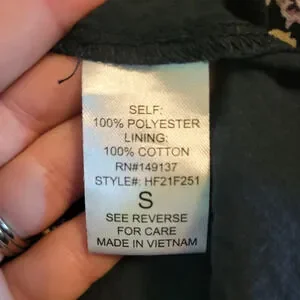 SELF:
100% POLYESTER
LINING:
100% COTTON
RN#149137
STYLE#: HF21F251
S
SEE REVERSE
FOR CARE
MADE IN VIETNAM